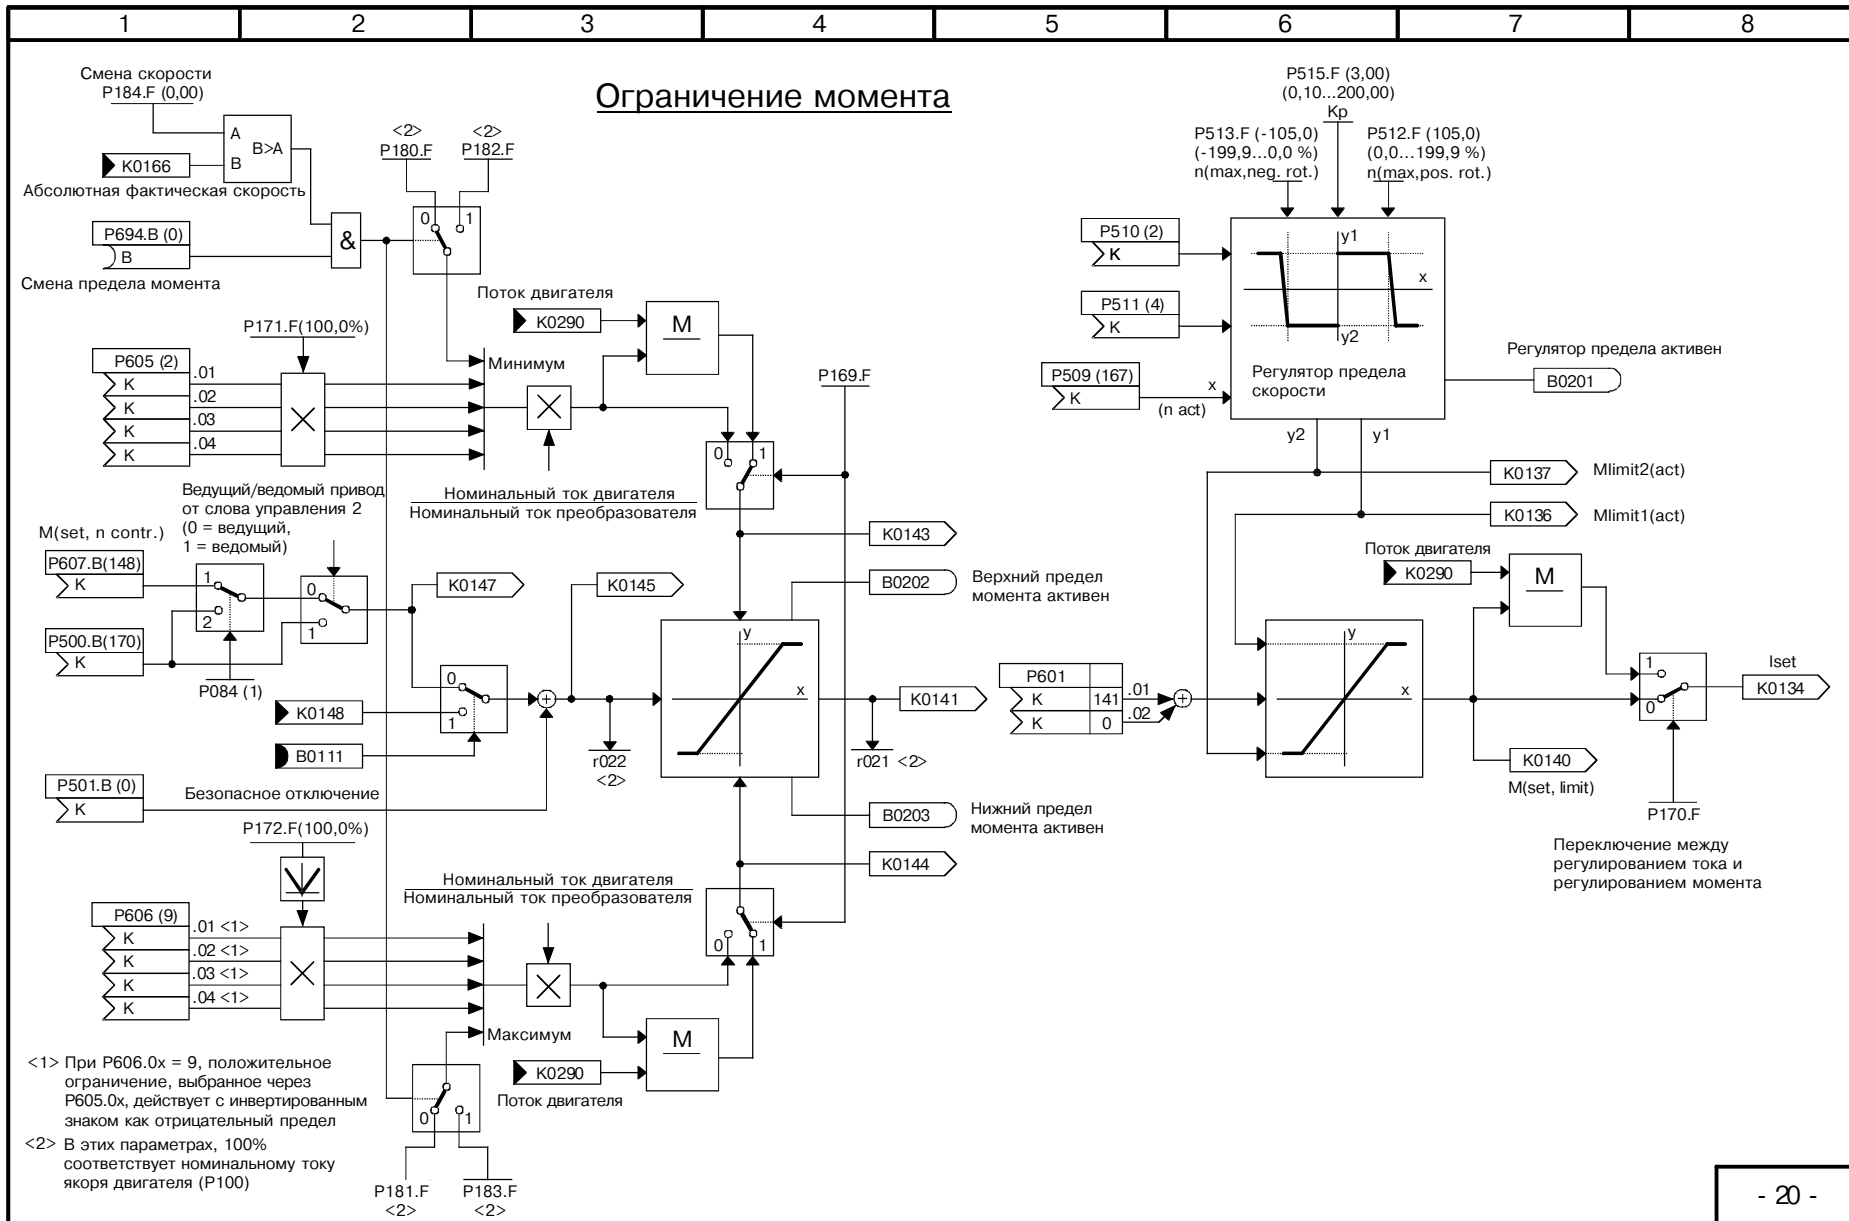 1 2 3 4 5 6 7 8
Ограничение момента
Смена скорости
P184.F (0,00)
A
B>A
B
K0166
Абсолютная фактическая скорость
P694.B (0)
B
Смена предела момента
&
<2>
P180.F
<2>
P182.F
0 1
P171.F(100,0%)
P605 (2)
K .01
K .02
K .03
K .04
Минимум
Поток двигателя
K0290
M
Номинальный ток двигателя
Номинальный ток преобразователя
P169.F
0 1
K0143
B0202
Верхний предел
момента активен
Ведущий/ведомый привод
от слова управления 2
(0 = ведущий,
1 = ведомый)
M(set, n contr.)
P607.B(148)
K
P500.B(170)
K
1
2
P084 (1)
0
1
K0147
K0145
0
1
K0148
B0111
P501.B (0)
K
Безопасное отключение
+
r022
<2>
y
x
K0141
r021 <2>
B0203
Нижний предел
момента активен
K0144
P172.F(100,0%)
P606 (9)
K .01 <1>
K .02 <1>
K .03 <1>
K .04 <1>
Номинальный ток двигателя
Номинальный ток преобразователя
0 1
Максимум
K0290
Поток двигателя
M
0 1
P181.F
<2>
P183.F
<2>
<1> При P606.0x = 9, положительное
ограничение, выбранное через
P605.0x, действует с инвертированным
знаком как отрицательный предел
<2> В этих параметрах, 100%
соответствует номинальному току
якоря двигателя (P100)
P515.F (3,00)
(0,10...200,00)
Kp
P513.F (-105,0)
(-199,9...0,0 %)
n(max,neg. rot.)
P512.F (105,0)
(0,0...199,9 %)
n(max,pos. rot.)
P510 (2)
K
P511 (4)
K
P509 (167)
K
x
(n act)
y1
x
y2
Регулятор предела
скорости
Регулятор предела активен
B0201
y2 y1
K0137
Mlimit2(act)
K0136
Mlimit1(act)
Поток двигателя
K0290
M
P601
K 141 .01
K 0 .02
+
y
x
K0140
M(set, limit)
1
0
Iset
K0134
P170.F
Переключение между
регулированием тока и
регулированием момента
- 20 -